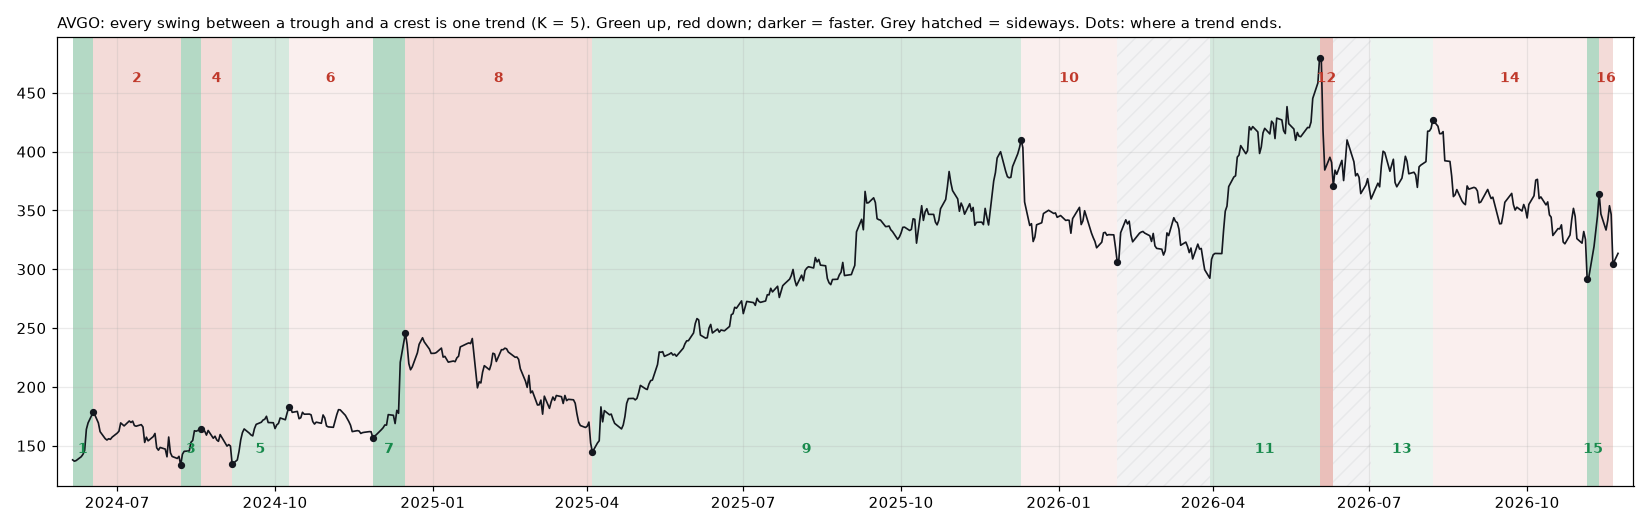 AVGO: every swing between a trough and a crest is one trend (K = 5). Green up, red down; darker = faster. Grey hatched = sideways. Dots: where a trend ends.
450
400
350
300
250
200
150
2 4 6 8 10 12 14 16
1 3 5 7 9 11 13 15
2024-07 2024-10 2025-01 2025-04 2025-07 2025-10 2026-01 2026-04 2026-07 2026-10